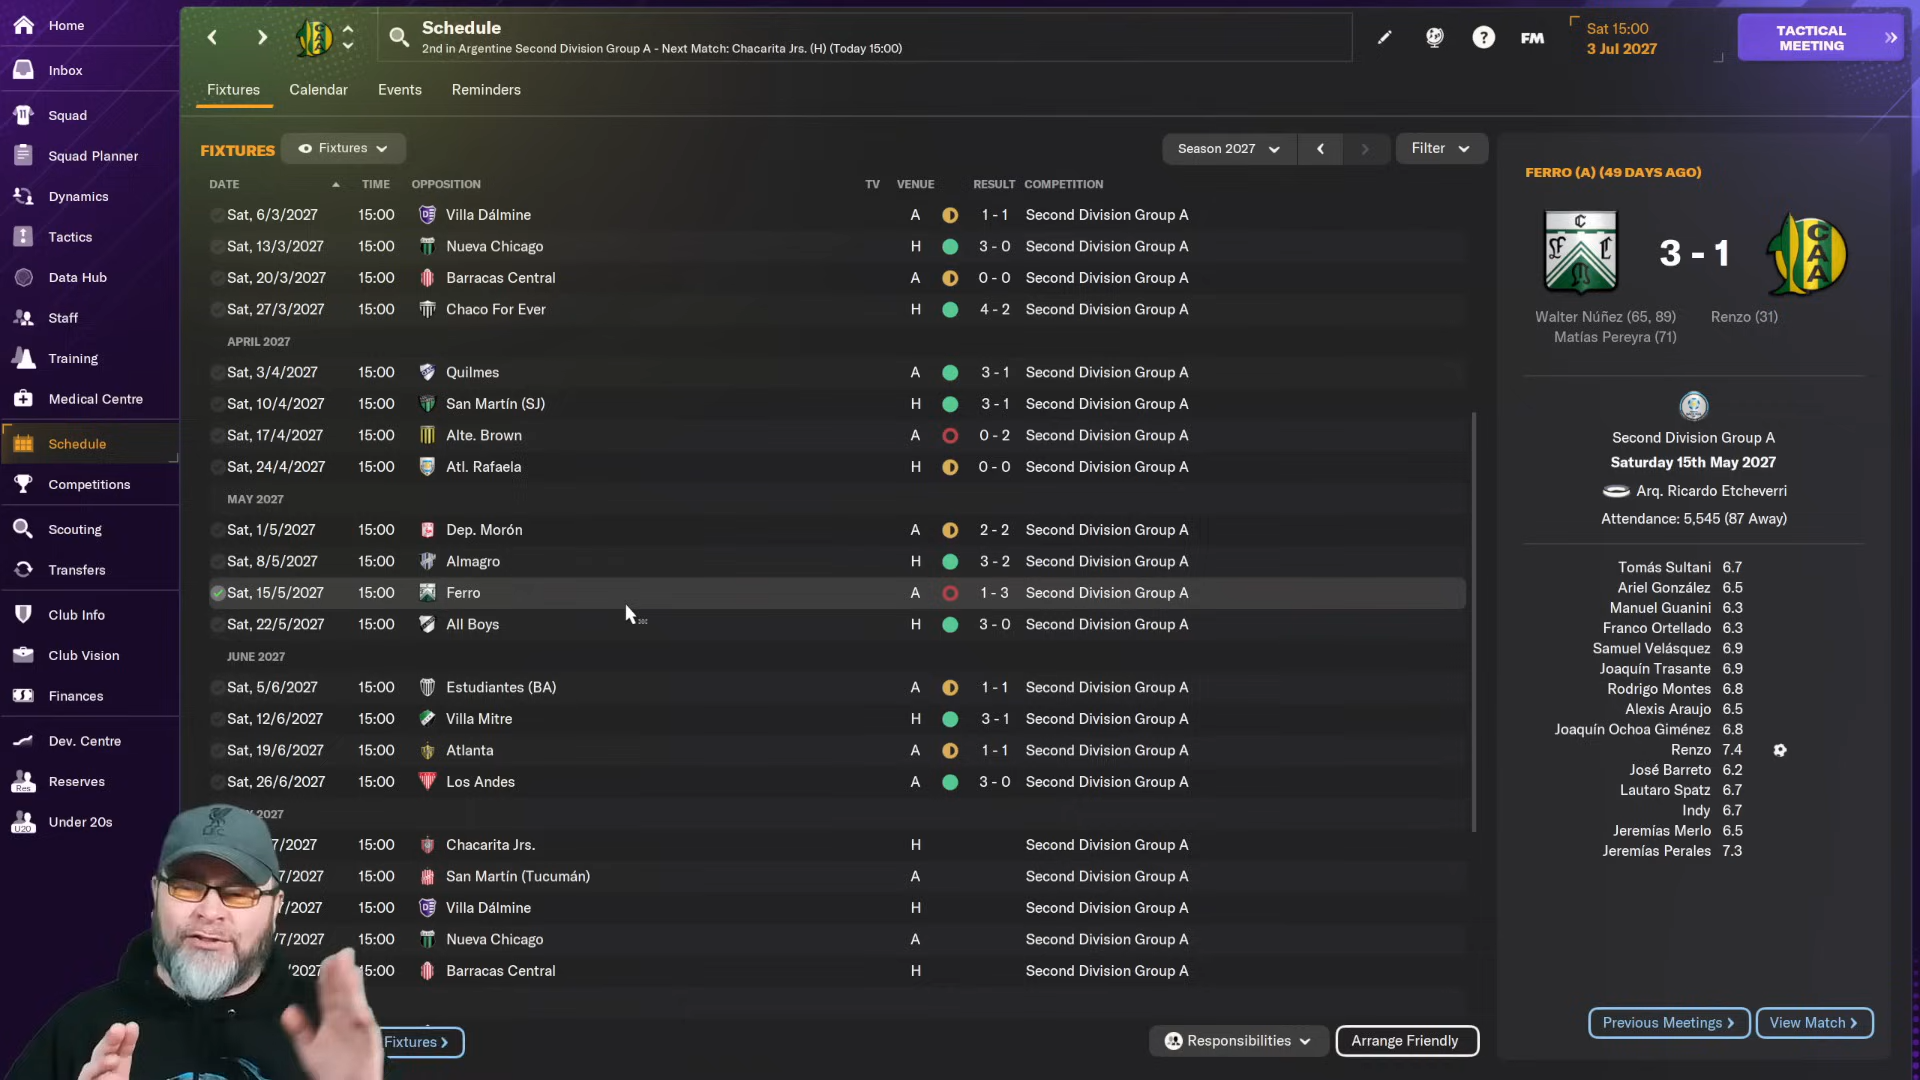 Home
Inbox
Squad
Squad Planner
Dynamics
Tactics
Data Hub
Staff
Training
Medical Centre
Schedule
Competitions
Scouting
Transfers
Club Info
Club Vision
Finances
Dev. Centre
Reserves
Under 20s
Schedule
2nd in Argentine Second Division Group A - Next Match: Chacarita Jrs. (H) (Today 15:00)
FM
Sat 15:00
3 Jul 2027
TACTICAL MEETING
Fixtures Calendar Events Reminders
FIXTURES Fixtures Season 2027 Filter
DATE TIME OPPOSITION TV VENUE RESULT COMPETITION
Sat, 6/3/2027 15:00 Villa Dálmine A 1 - 1 Second Division Group A
Sat, 13/3/2027 15:00 Nueva Chicago H 3 - 0 Second Division Group A
Sat, 20/3/2027 15:00 Barracas Central A 0 - 0 Second Division Group A
Sat, 27/3/2027 15:00 Chaco For Ever H 4 - 2 Second Division Group A
APRIL 2027
Sat, 3/4/2027 15:00 Quilmes A 3 - 1 Second Division Group A
Sat, 10/4/2027 15:00 San Martín (SJ) H 3 - 1 Second Division Group A
Sat, 17/4/2027 15:00 Alte. Brown A 0 - 2 Second Division Group A
Sat, 24/4/2027 15:00 Atl. Rafaela H 0 - 0 Second Division Group A
MAY 2027
Sat, 1/5/2027 15:00 Dep. Morón A 2 - 2 Second Division Group A
Sat, 8/5/2027 15:00 Almagro H 3 - 2 Second Division Group A
Sat, 15/5/2027 15:00 Ferro A 1 - 3 Second Division Group A
Sat, 22/5/2027 15:00 All Boys H 3 - 0 Second Division Group A
JUNE 2027
Sat, 5/6/2027 15:00 Estudiantes (BA) A 1 - 1 Second Division Group A
Sat, 12/6/2027 15:00 Villa Mitre H 3 - 1 Second Division Group A
Sat, 19/6/2027 15:00 Atlanta A 1 - 1 Second Division Group A
Sat, 26/6/2027 15:00 Los Andes A 3 - 0 Second Division Group A
2027
7/2027 15:00 Chacarita Jrs. H Second Division Group A
7/2027 15:00 San Martín (Tucumán) A Second Division Group A
7/2027 15:00 Villa Dálmine H Second Division Group A
/7/2027 15:00 Nueva Chicago A Second Division Group A
/2027 15:00 Barracas Central H Second Division Group A
Fixtures
Responsibilities
Arrange Friendly
FERRO (A) (49 DAYS AGO)
3 - 1
Walter Núñez (65, 89) Renzo (31)
Matías Pereyra (71)
Second Division Group A
Saturday 15th May 2027
Arq. Ricardo Etcheverri
Attendance: 5,545 (87 Away)
Tomás Sultani 6.7
Ariel González 6.5
Manuel Guanini 6.3
Franco Ortellado 6.3
Samuel Velásquez 6.9
Joaquín Trasante 6.9
Rodrigo Montes 6.8
Alexis Araujo 6.5
Joaquín Ochoa Giménez 6.8
Renzo 7.4
José Barreto 6.2
Lautaro Spatz 6.7
Indy 6.7
Jeremías Merlo 6.5
Jeremías Perales 7.3
Previous Meetings
View Match